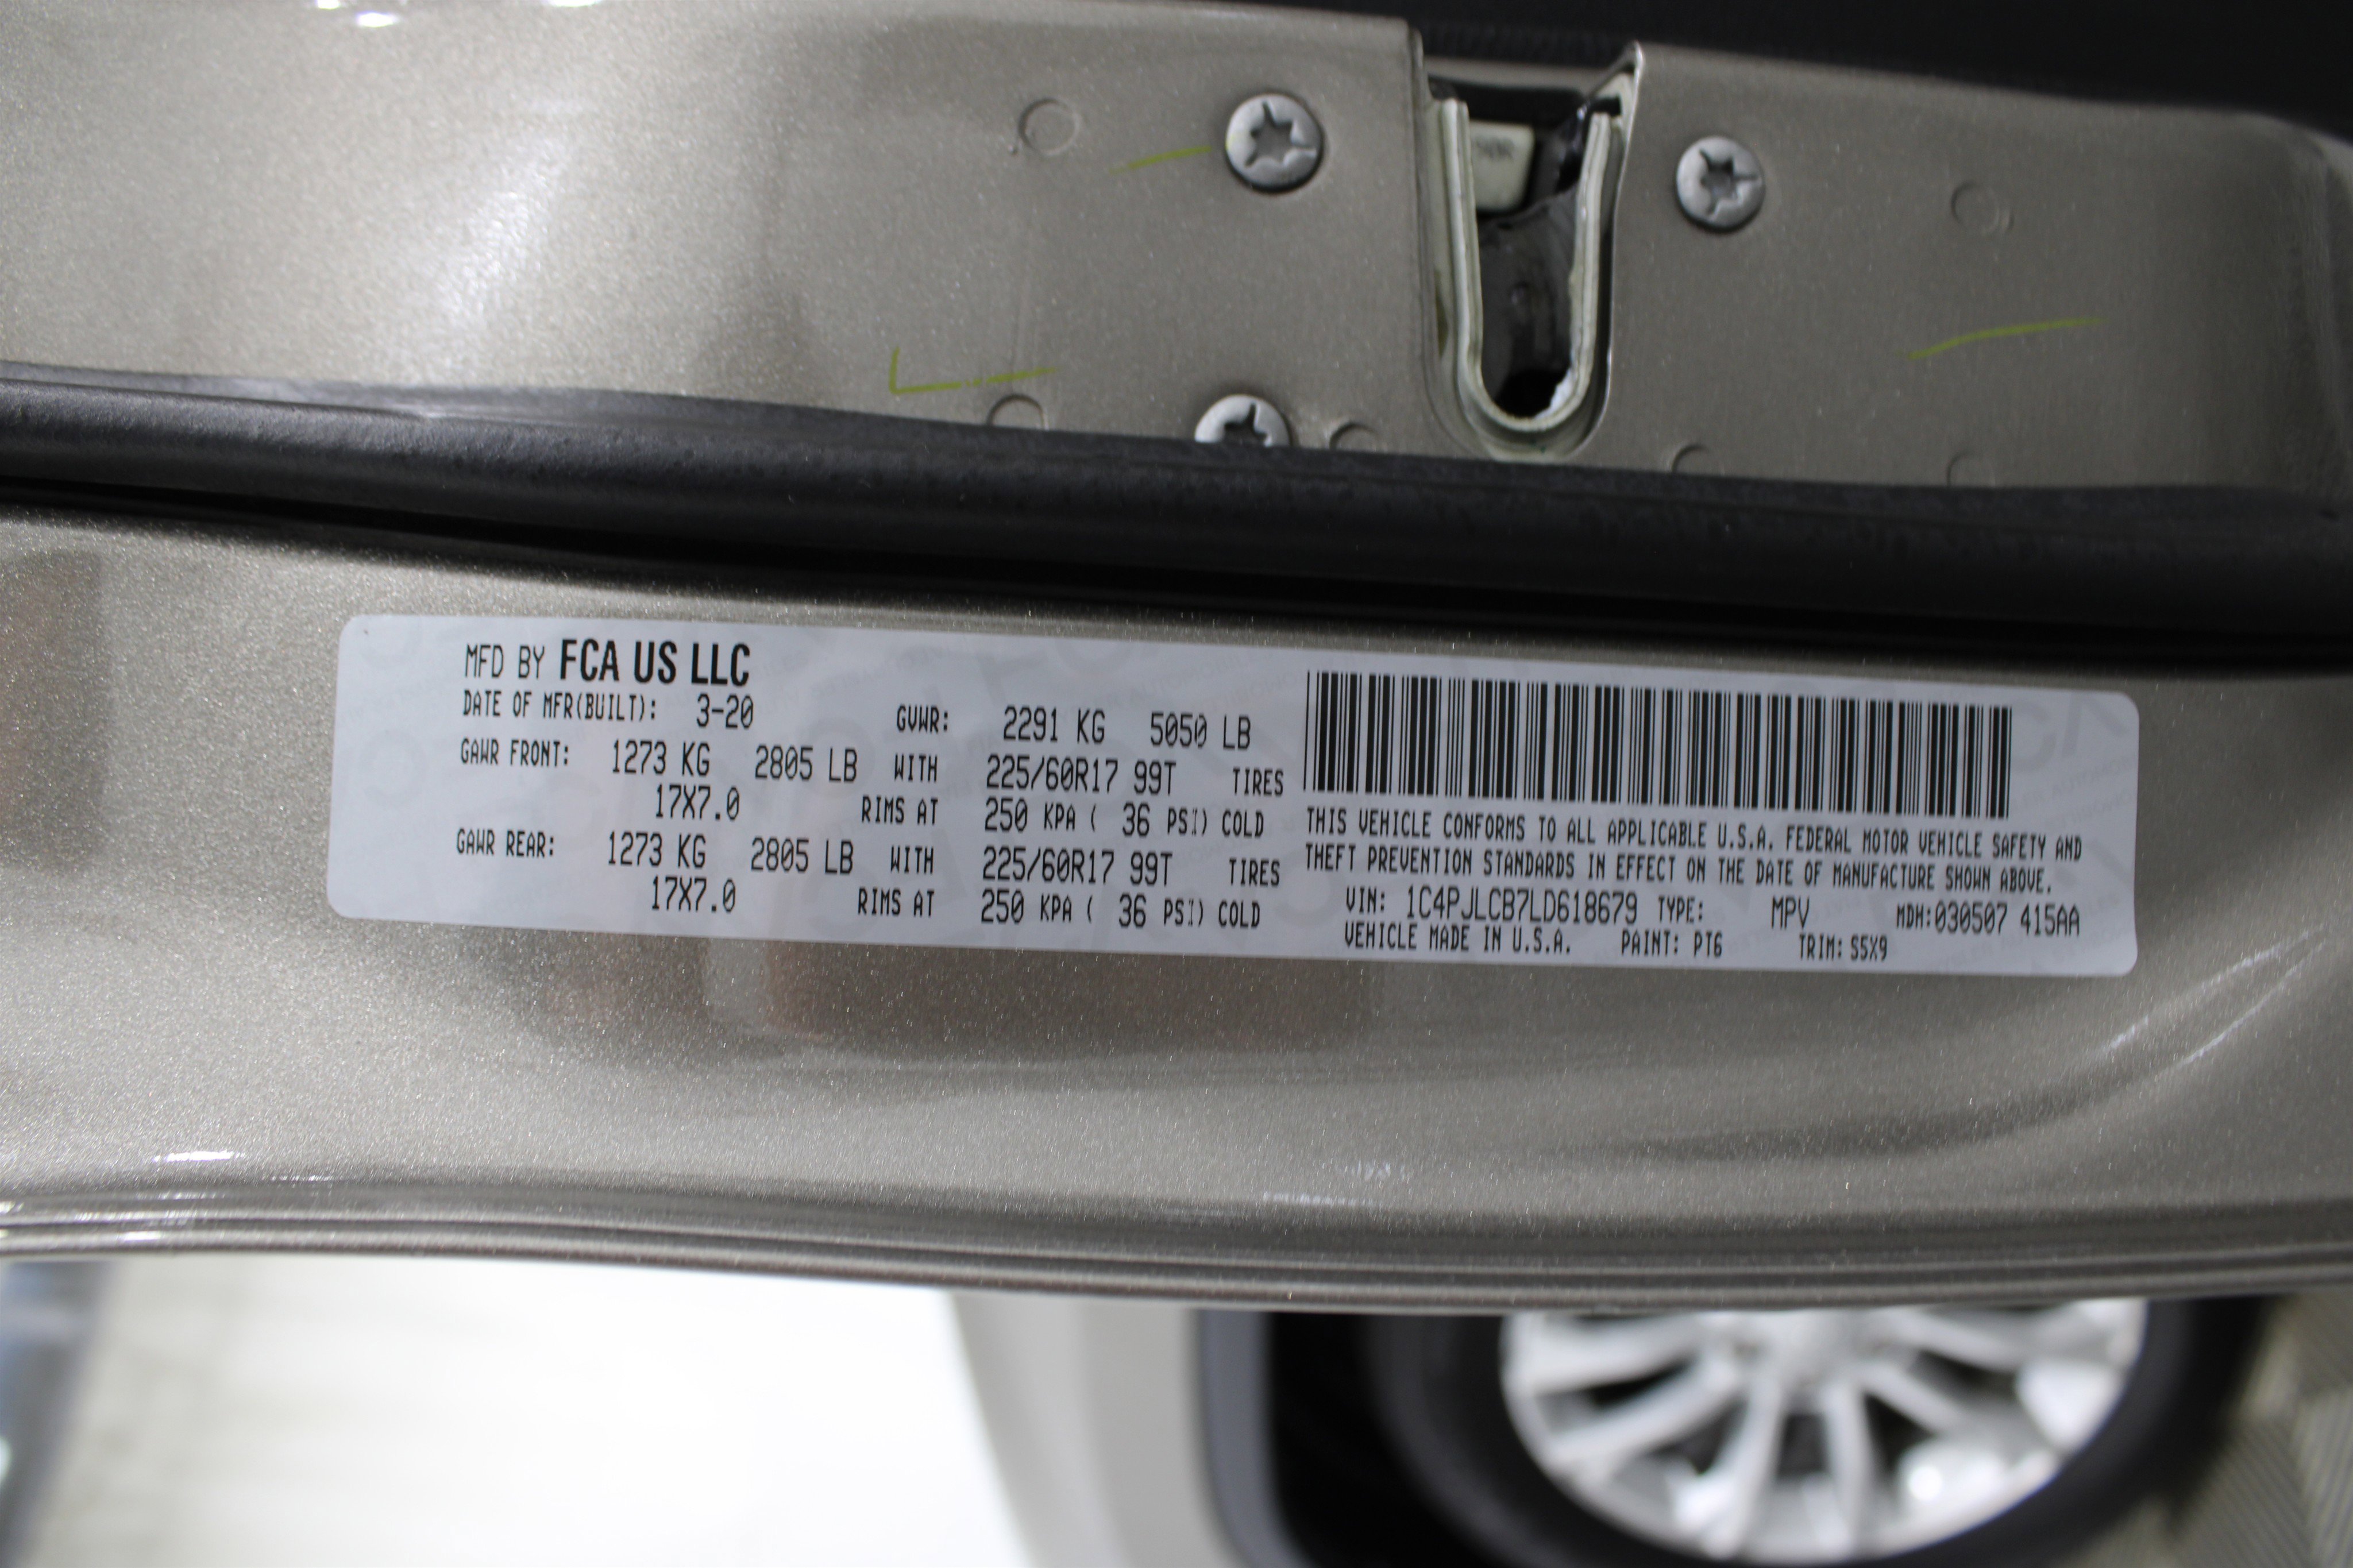 MFD BY FCA US LLC
DATE OF MFR(BUILT): 3-20 GVWR: 2291 KG 5050 LB
GAWR FRONT: 1273 KG 2805 LB WITH 225/60R17 99T TIRES
17X7.0 RIMS AT 250 KPA ( 36 PSI) COLD
GAWR REAR: 1273 KG 2805 LB WITH 225/60R17 99T TIRES
17X7.0 RIMS AT 250 KPA ( 36 PSI) COLD
THIS VEHICLE CONFORMS TO ALL APPLICABLE U.S.A. FEDERAL MOTOR VEHICLE SAFETY AND
THEFT PREVENTION STANDARDS IN EFFECT ON THE DATE OF MANUFACTURE SHOWN ABOVE.
VIN: 1C4PJLCB7LD618679 TYPE: MPV MDH:030507 415AA
VEHICLE MADE IN U.S.A. PAINT: PT6 TRIM: S5X9